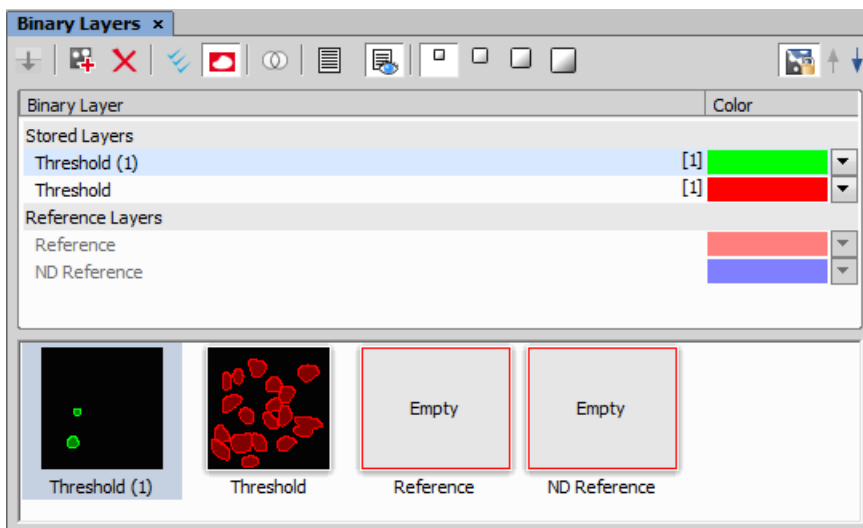 Binary Layers ×
Binary Layer Color
Stored Layers
Threshold (1) [1]
Threshold [1]
Reference Layers
Reference
ND Reference
Empty Empty
Threshold (1) Threshold Reference ND Reference